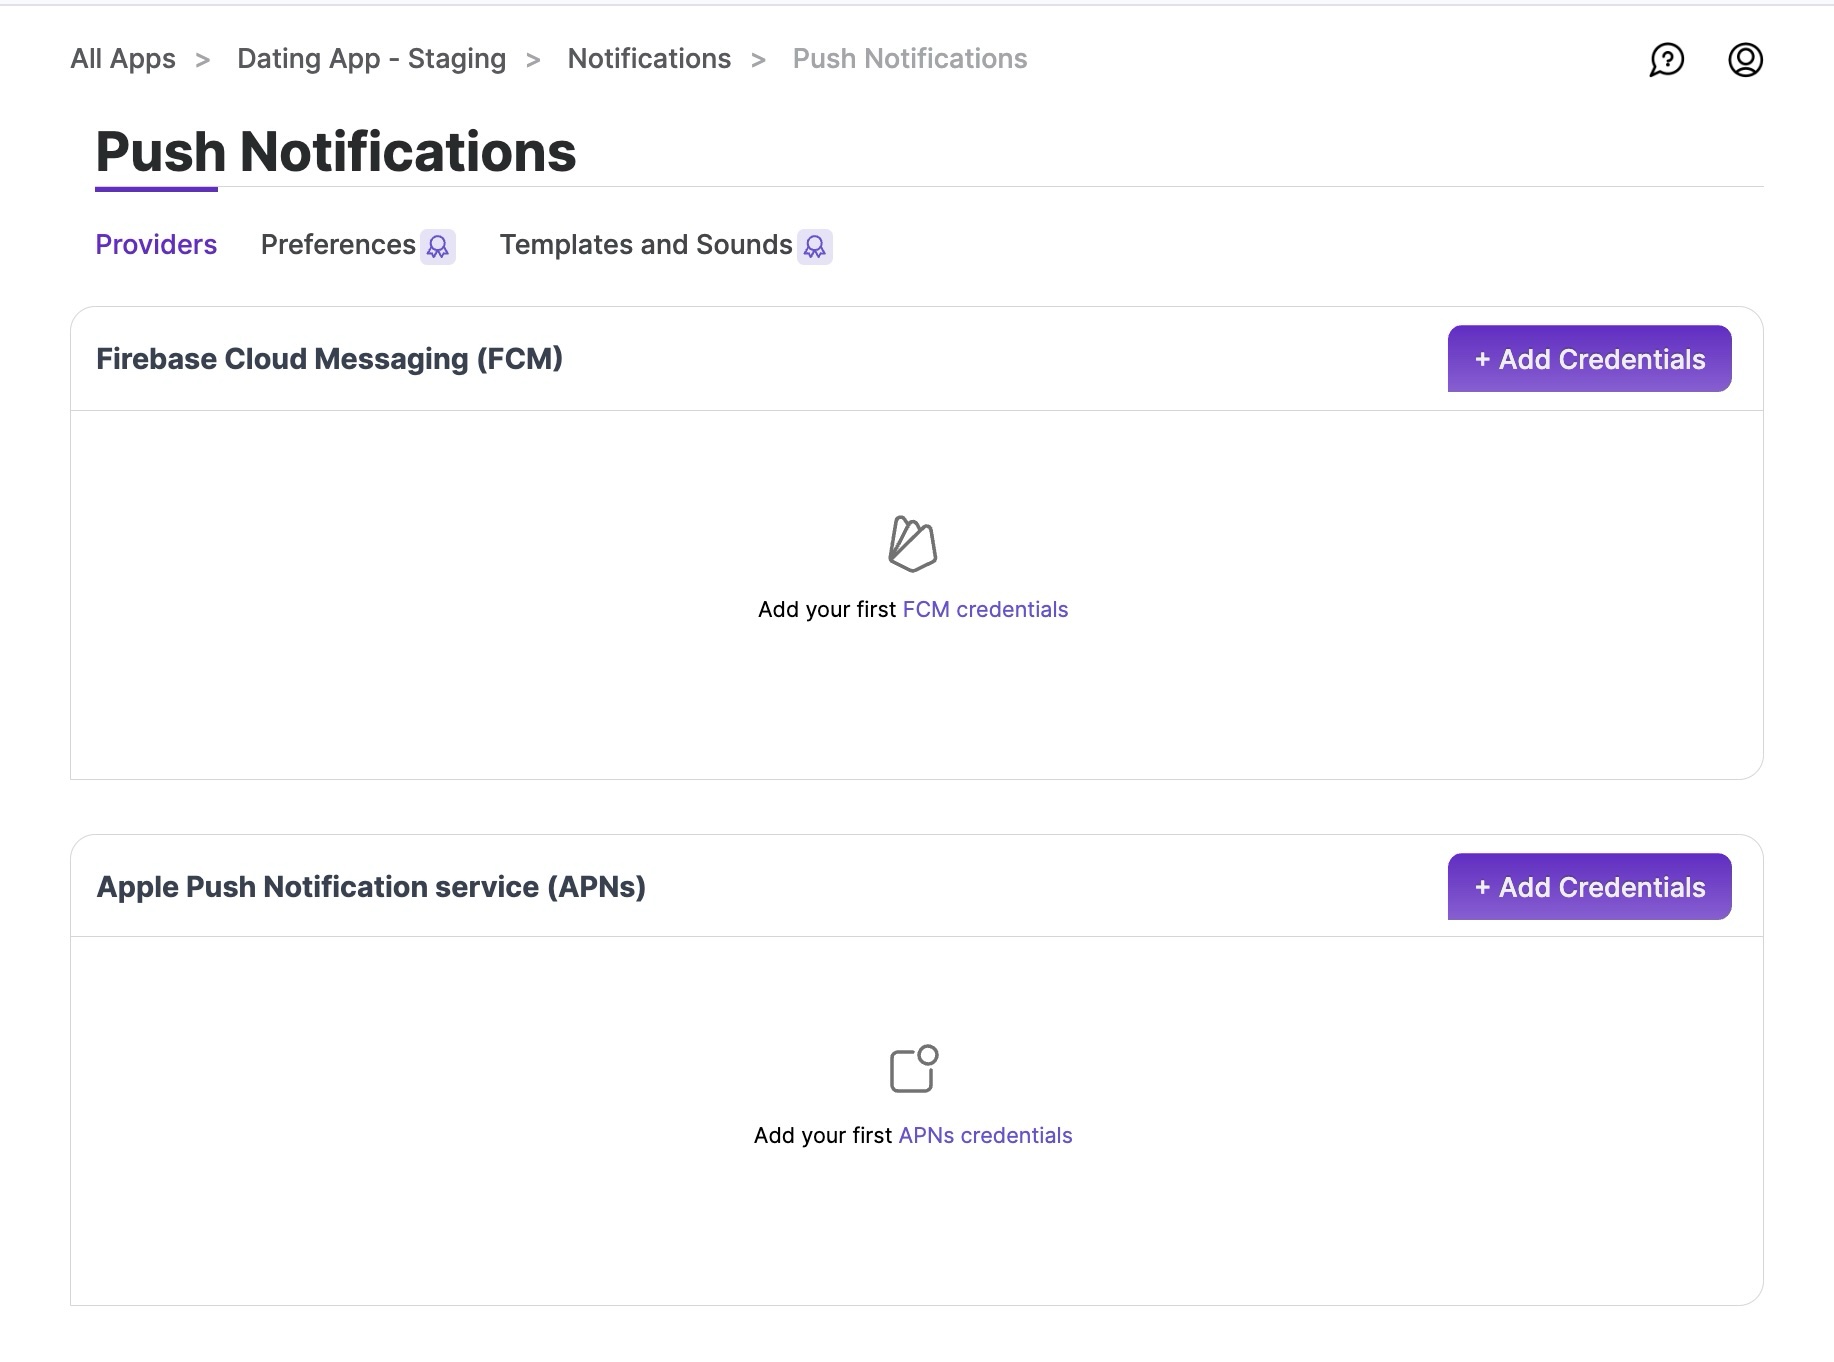 All Apps > Dating App - Staging > Notifications > Push Notifications
Push Notifications
Providers Preferences Templates and Sounds
Firebase Cloud Messaging (FCM) + Add Credentials
Add your first FCM credentials
Apple Push Notification service (APNs) + Add Credentials
Add your first APNs credentials